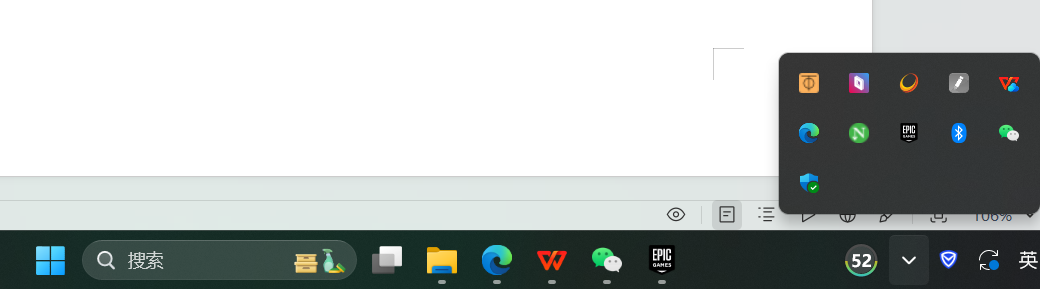 EPIC
GAMES
106%
搜索
EPIC
GAMES
52
英